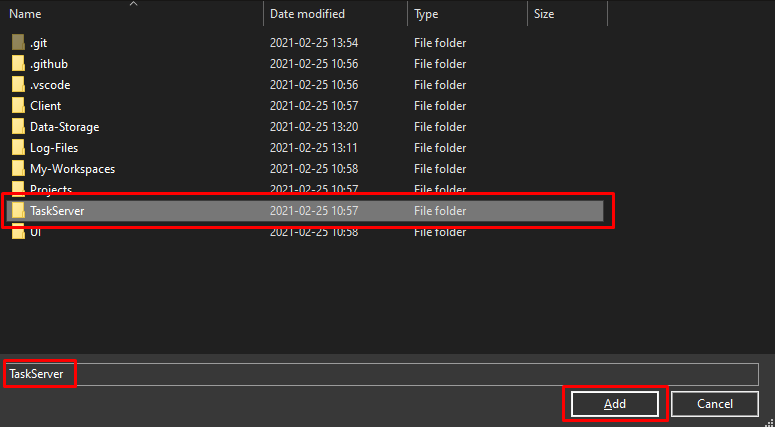 Name Date modified Type Size
.git 2021-02-25 13:54 File folder
.github 2021-02-25 10:56 File folder
.vscode 2021-02-25 10:56 File folder
Client 2021-02-25 10:57 File folder
Data-Storage 2021-02-25 13:20 File folder
Log-Files 2021-02-25 13:11 File folder
My-Workspaces 2021-02-25 10:58 File folder
Projects 2021-02-25 10:57 File folder
TaskServer 2021-02-25 10:57 File folder
UI 2021-02-25 10:58 File folder
TaskServer
Add Cancel